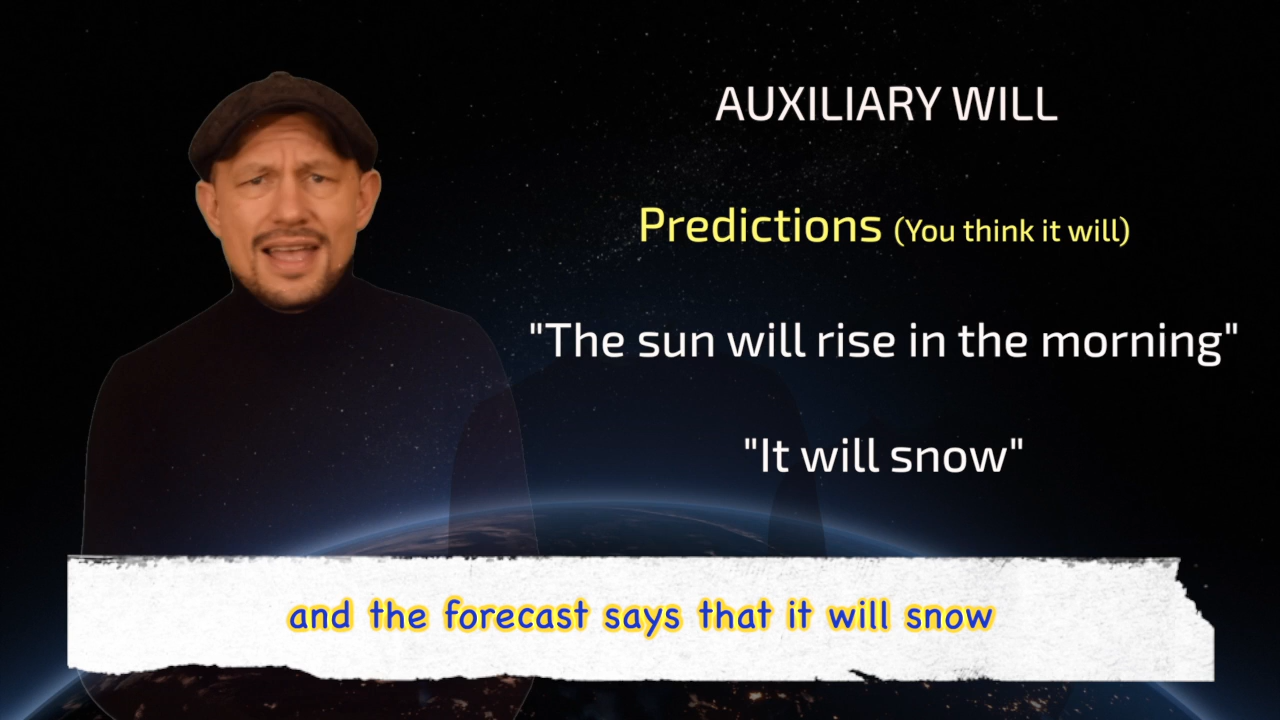 AUXILIARY WILL
Predictions (You think it will)
"The sun will rise in the morning"
"It will snow"
and the forecast says that it will snow